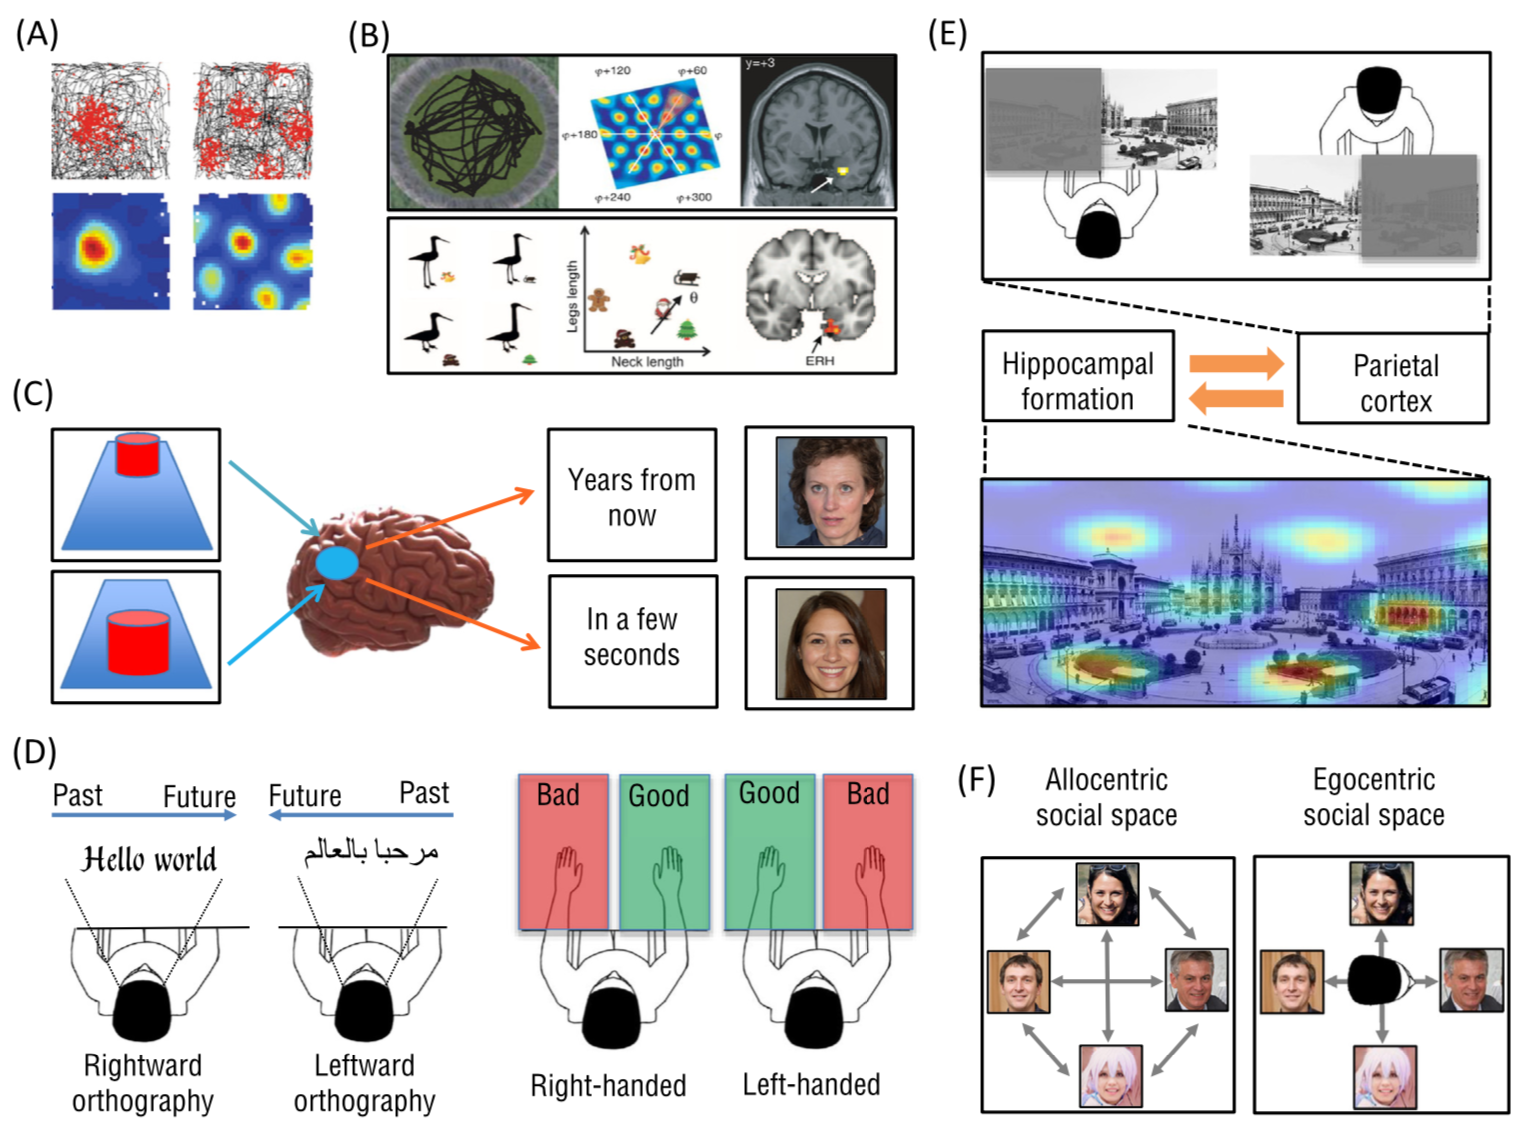 (A)
(B)
φ+120
φ+60
φ+180
φ
φ+240
φ+300
y=+3
Legs length
θ
Neck length
ERH
(C)
Years from
now
In a few
seconds
(D)
Past
Future
Hello world
Rightward
orthography
Future
Past
مرحبا بالعالم
Leftward
orthography
Bad
Good
Right-handed
Good
Bad
Left-handed
(E)
Hippocampal
formation
Parietal
cortex
(F)
Allocentric
social space
Egocentric
social space